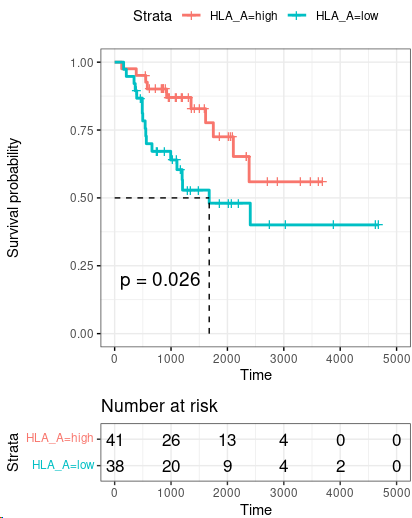 Strata HLA_A=high HLA_A=low
Survival probability
1.00
0.75
0.50
0.25
0.00
p = 0.026
0 1000 2000 3000 4000 5000
Time
Number at risk
Strata
HLA_A=high 41 26 13 4 0 0
HLA_A=low 38 20 9 4 2 0
0 1000 2000 3000 4000 5000
Time